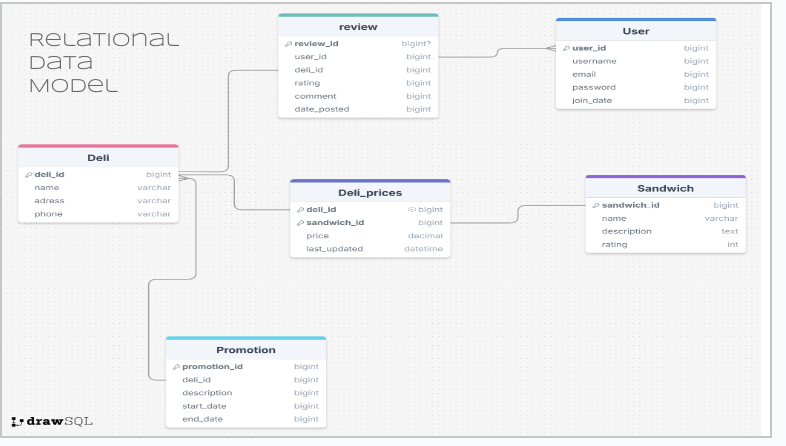 Relational
Data
Model
review
review_id bigint?
user_id bigint
deli_id bigint
rating bigint
comment bigint
date_posted bigint
User
user_id bigint
username bigint
email bigint
password bigint
join_date bigint
Deli
deli_id bigint
name varchar
adress varchar
phone varchar
Deli_prices
deli_id bigint
sandwich_id bigint
price decimal
last_updated datetime
Sandwich
sandwich_id bigint
name varchar
description text
rating int
Promotion
promotion_id bigint
deli_id bigint
description bigint
start_date bigint
end_date bigint
drawSQL